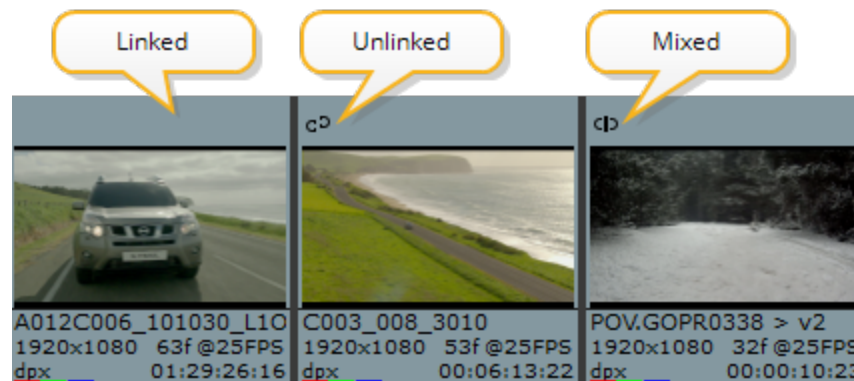 Linked
Unlinked
Mixed
A012C006_101030_L1O
1920x1080 63f@25FPS
dpx 01:29:26:16
C003_008_3010
1920x1080 53f@25FPS
dpx 00:06:13:22
POV.GOPR0338 > v2
1920x1080 32f@25FPS
dpx 00:00:10:23